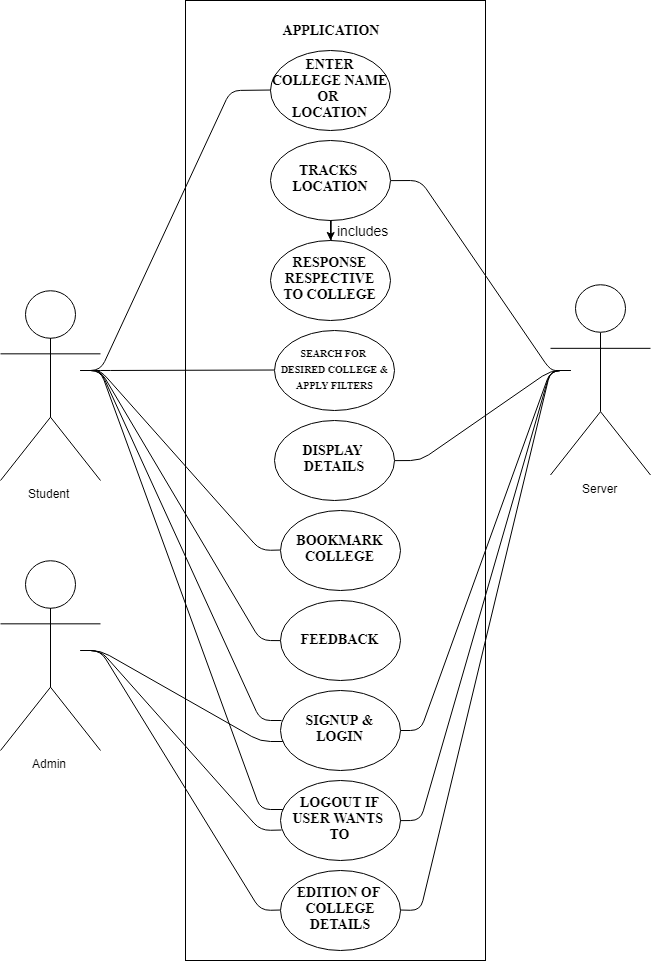 APPLICATION
ENTER
COLLEGE NAME
OR
LOCATION
TRACKS
LOCATION
includes
RESPONSE
RESPECTIVE
TO COLLEGE
SEARCH FOR
DESIRED COLLEGE &
APPLY FILTERS
DISPLAY
DETAILS
Student
Server
BOOKMARK
COLLEGE
FEEDBACK
SIGNUP &
LOGIN
Admin
LOGOUT IF
USER WANTS
TO
EDITION OF
COLLEGE
DETAILS